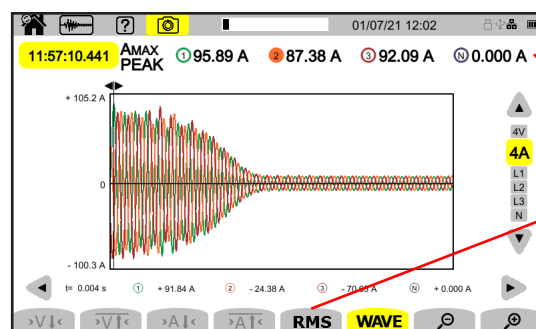 ? 01/07/21 12:02
11:57:10.441 AMAX PEAK 1 95.89 A 2 87.38 A 3 92.09 A N 0.000 A
+ 105.2 A
0
- 100.3 A
4V
4A
L1
L2
L3
N
t= 0.004 s 1 + 91.84 A 2 - 24.38 A 3 A N + 0.000 A
>V↓< >V↑< >A↓< >A↑< RMS WAVE